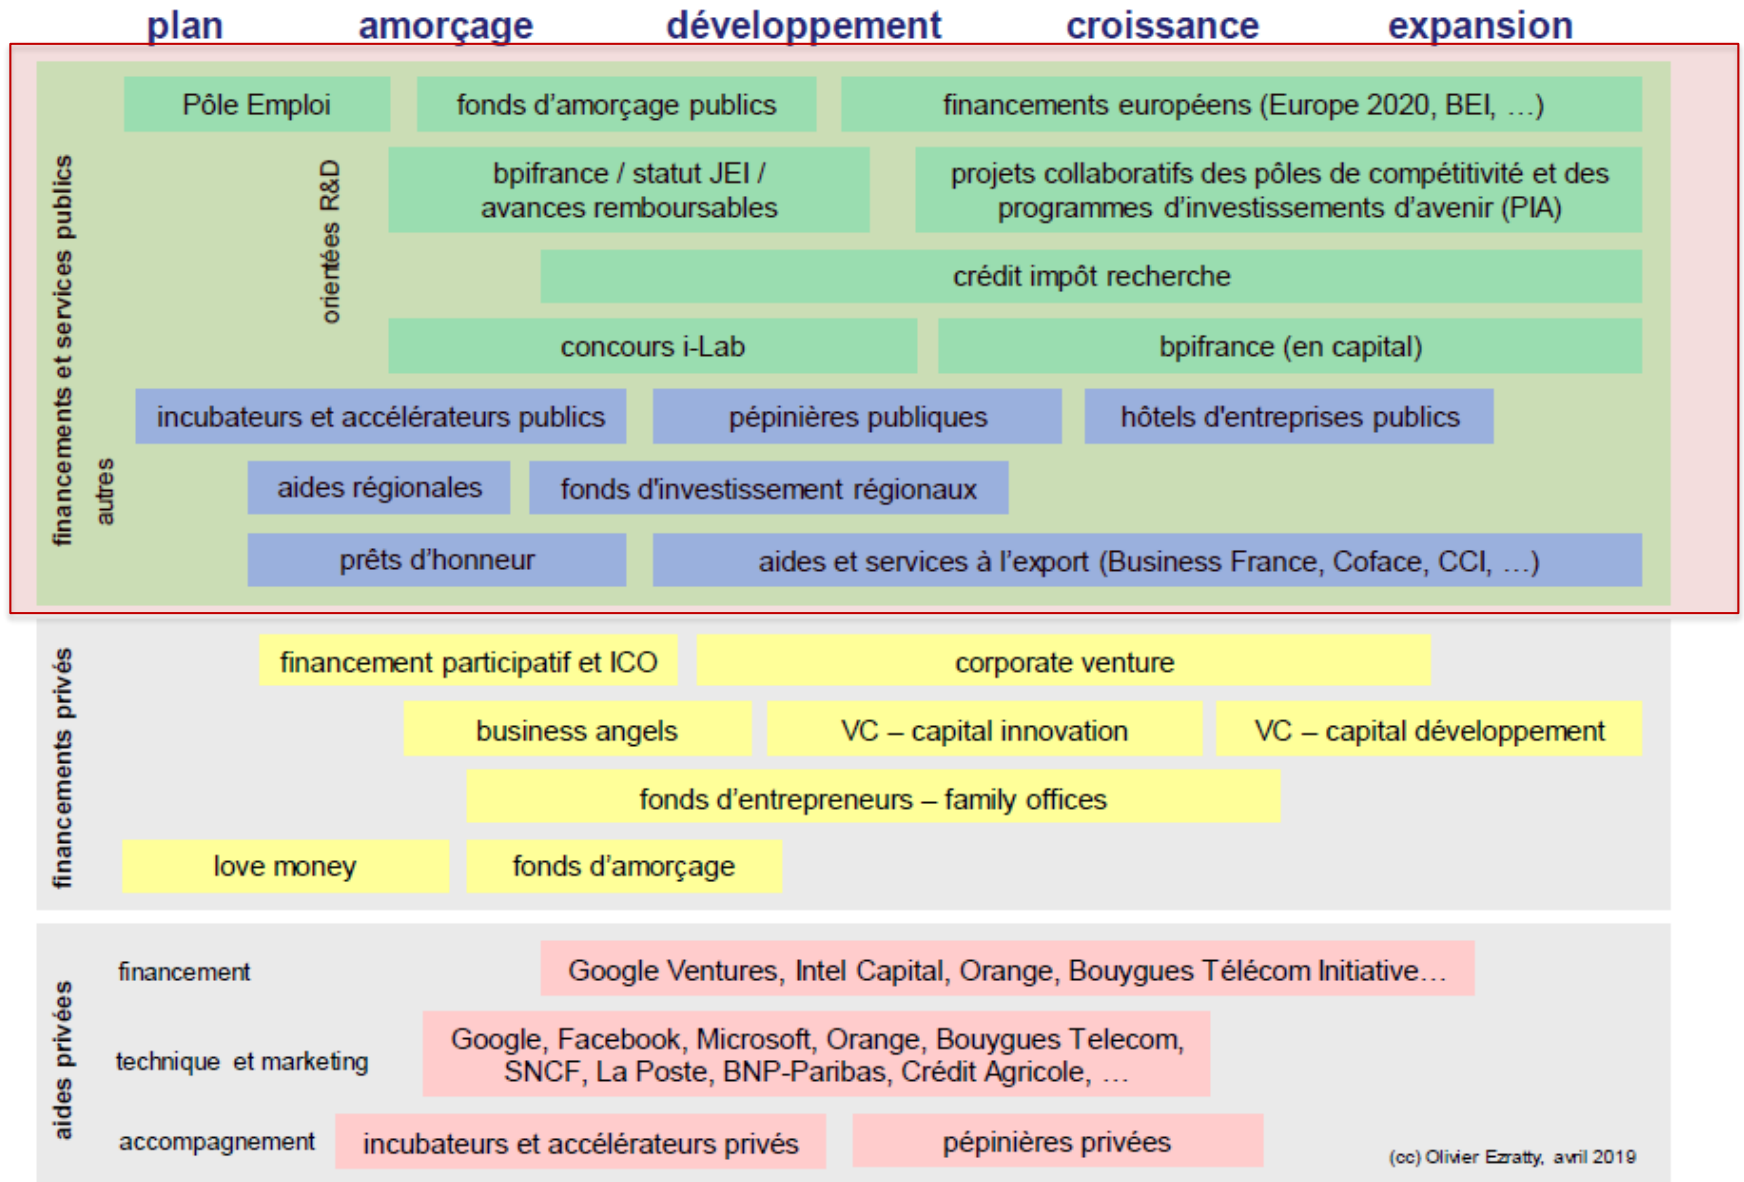 plan amorçage développement croissance expansion
financements et services publics
orientées R&D
Pôle Emploi
fonds d'amorçage publics
financements européens (Europe 2020, BEI, …)
bpifrance / statut JEI /
avances remboursables
projets collaboratifs des pôles de compétitivité et des
programmes d'investissements d'avenir (PIA)
crédit impôt recherche
concours i-Lab
bpifrance (en capital)
autres
incubateurs et accélérateurs publics
pépinières publiques
hôtels d'entreprises publics
aides régionales
fonds d'investissement régionaux
prêts d'honneur
aides et services à l'export (Business France, Coface, CCI, …)
financements privés
financement participatif et ICO
corporate venture
business angels
VC – capital innovation
VC – capital développement
fonds d'entrepreneurs – family offices
love money
fonds d'amorçage
aides privées
financement
Google Ventures, Intel Capital, Orange, Bouygues Télécom Initiative…
technique et marketing
Google, Facebook, Microsoft, Orange, Bouygues Telecom,
SNCF, La Poste, BNP-Paribas, Crédit Agricole, …
accompagnement
incubateurs et accélérateurs privés
pépinières privées
(cc) Olivier Ezratty, avril 2019